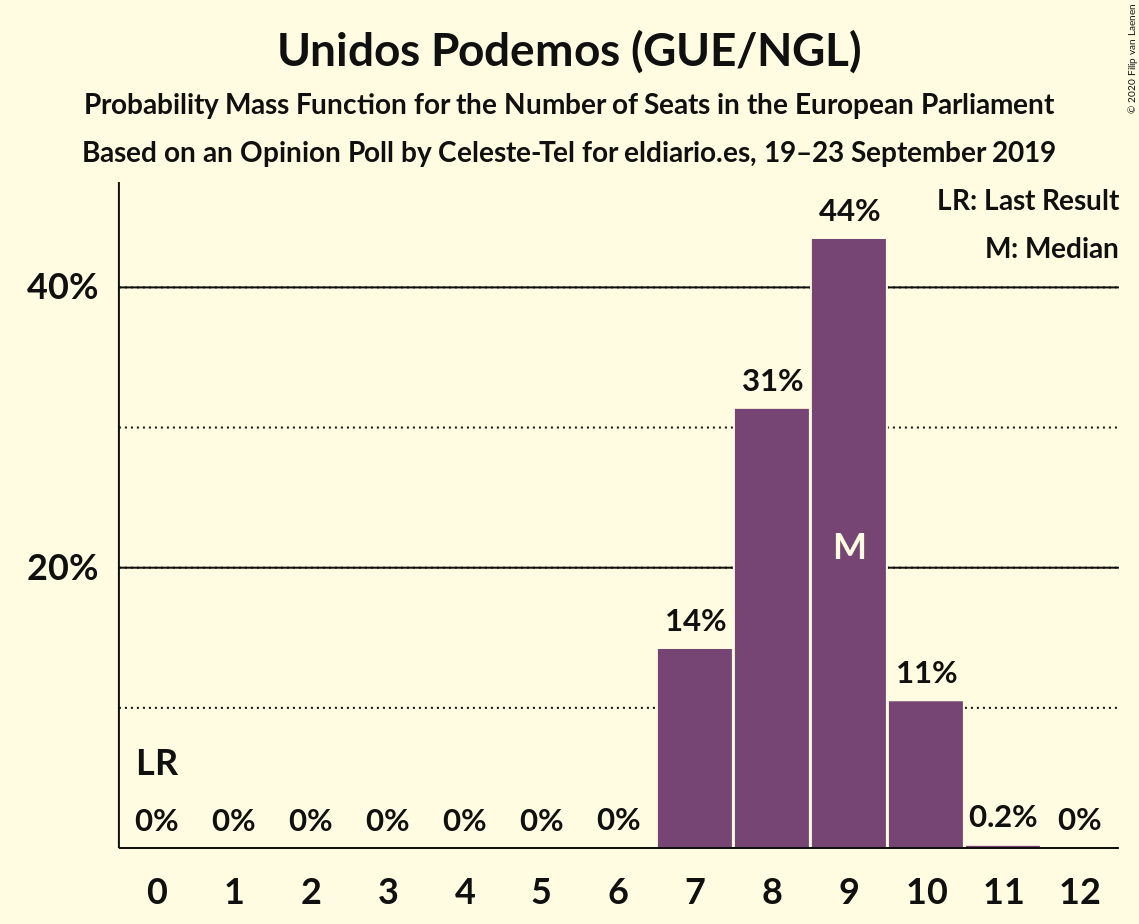 Unidos Podemos (GUE/NGL)
Probability Mass Function for the Number of Seats in the European Parliament
Based on an Opinion Poll by Celeste-Tel for eldiario.es, 19–23 September 2019
© 2020 Filip van Laenen
LR: Last Result
M: Median
40%
20%
LR
0% 0% 0% 0% 0% 0% 0% 14% 31% 44% 11% 0.2% 0%
M
0 1 2 3 4 5 6 7 8 9 10 11 12